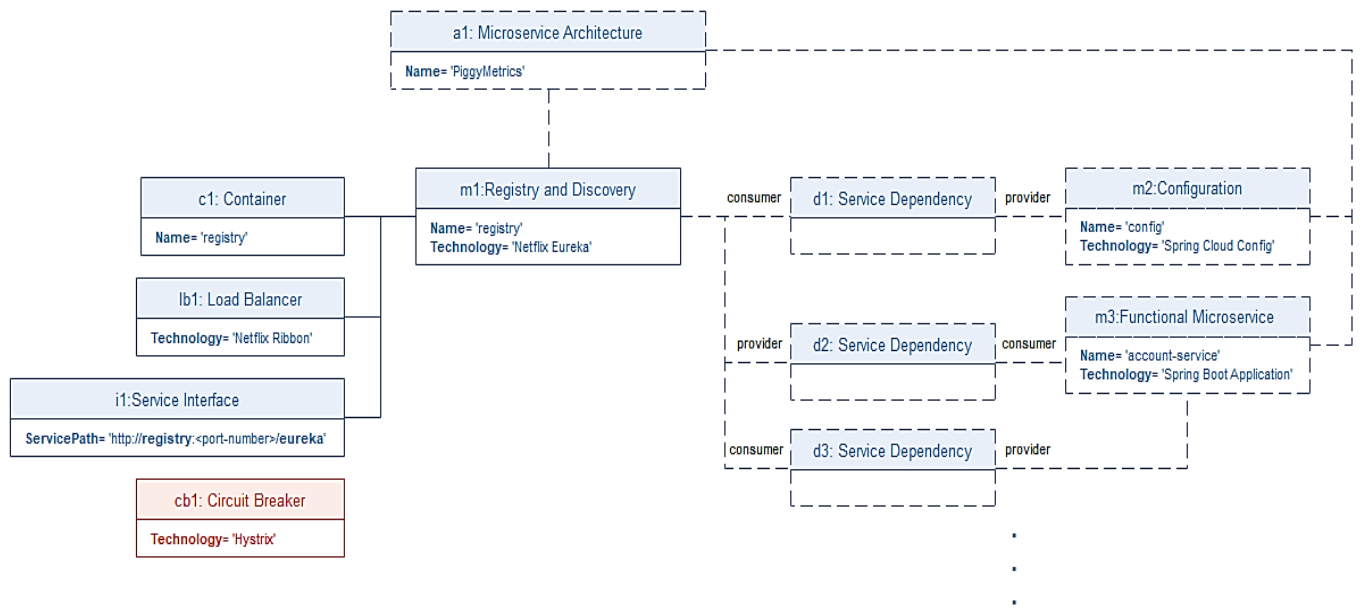 a1: Microservice Architecture
Name= 'PiggyMetrics'
c1: Container
Name= 'registry'
m1:Registry and Discovery
Name= 'registry'
Technology= 'Netflix Eureka'
consumer
d1: Service Dependency
provider
m2:Configuration
Name= 'config'
Technology= 'Spring Cloud Config'
lb1: Load Balancer
Technology= 'Netflix Ribbon'
provider
d2: Service Dependency
consumer
m3:Functional Microservice
Name= 'account-service'
Technology= 'Spring Boot Application'
i1:Service Interface
ServicePath= 'http://registry:<port-number>/eureka'
consumer
d3: Service Dependency
provider
cb1: Circuit Breaker
Technology= 'Hystrix'
.
.
.